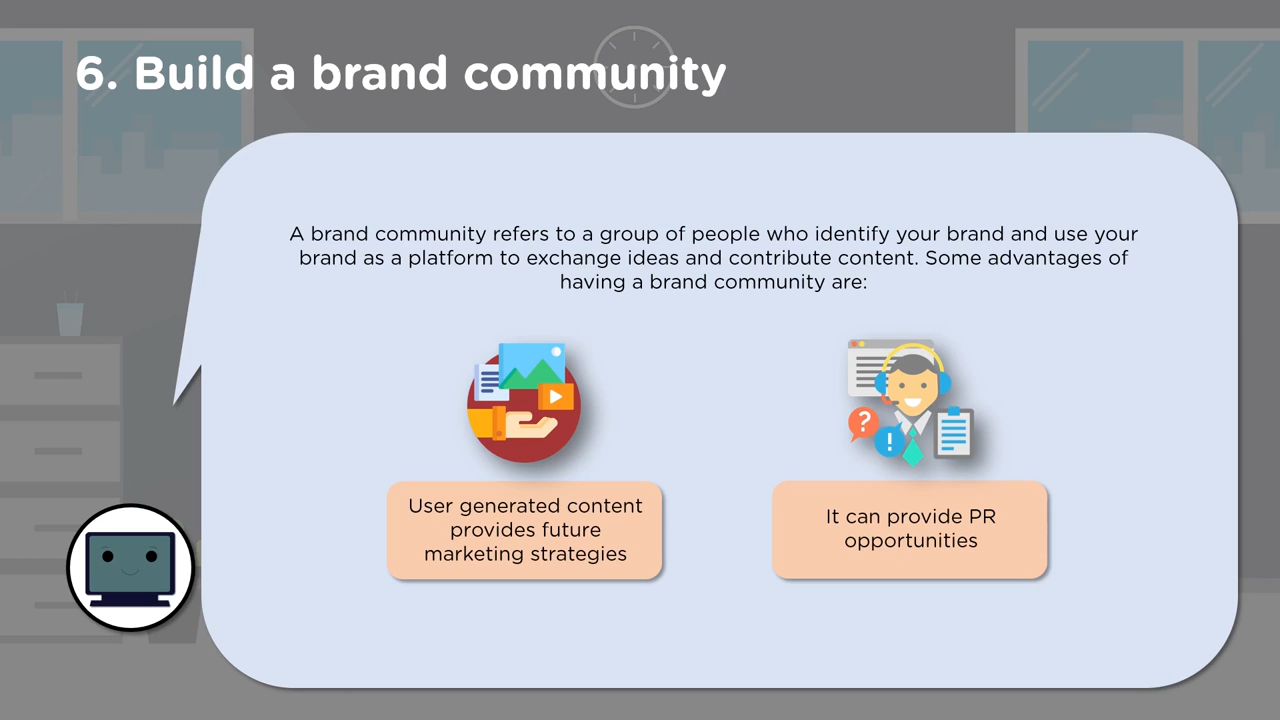 6. Build a brand community
A brand community refers to a group of people who identify your brand and use your
brand as a platform to exchange ideas and contribute content. Some advantages of
having a brand community are:
?
!
User generated content
provides future
marketing strategies
It can provide PR
opportunities